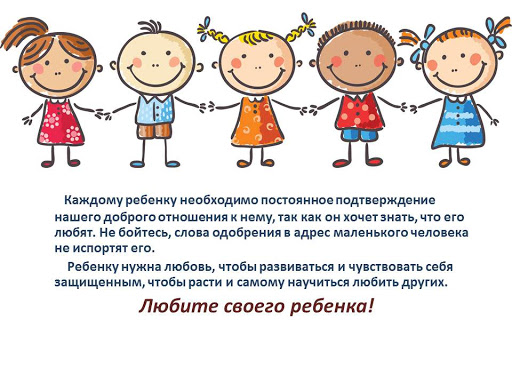 Каждому ребенку необходимо постоянное подтверждение
нашего доброго отношения к нему, так как он хочет знать, что его
любят. Не бойтесь, слова одобрения в адрес маленького человека
не испортят его.
Ребенку нужна любовь, чтобы развиваться и чувствовать себя
защищенным, чтобы расти и самому научиться любить других.
Любите своего ребенка!